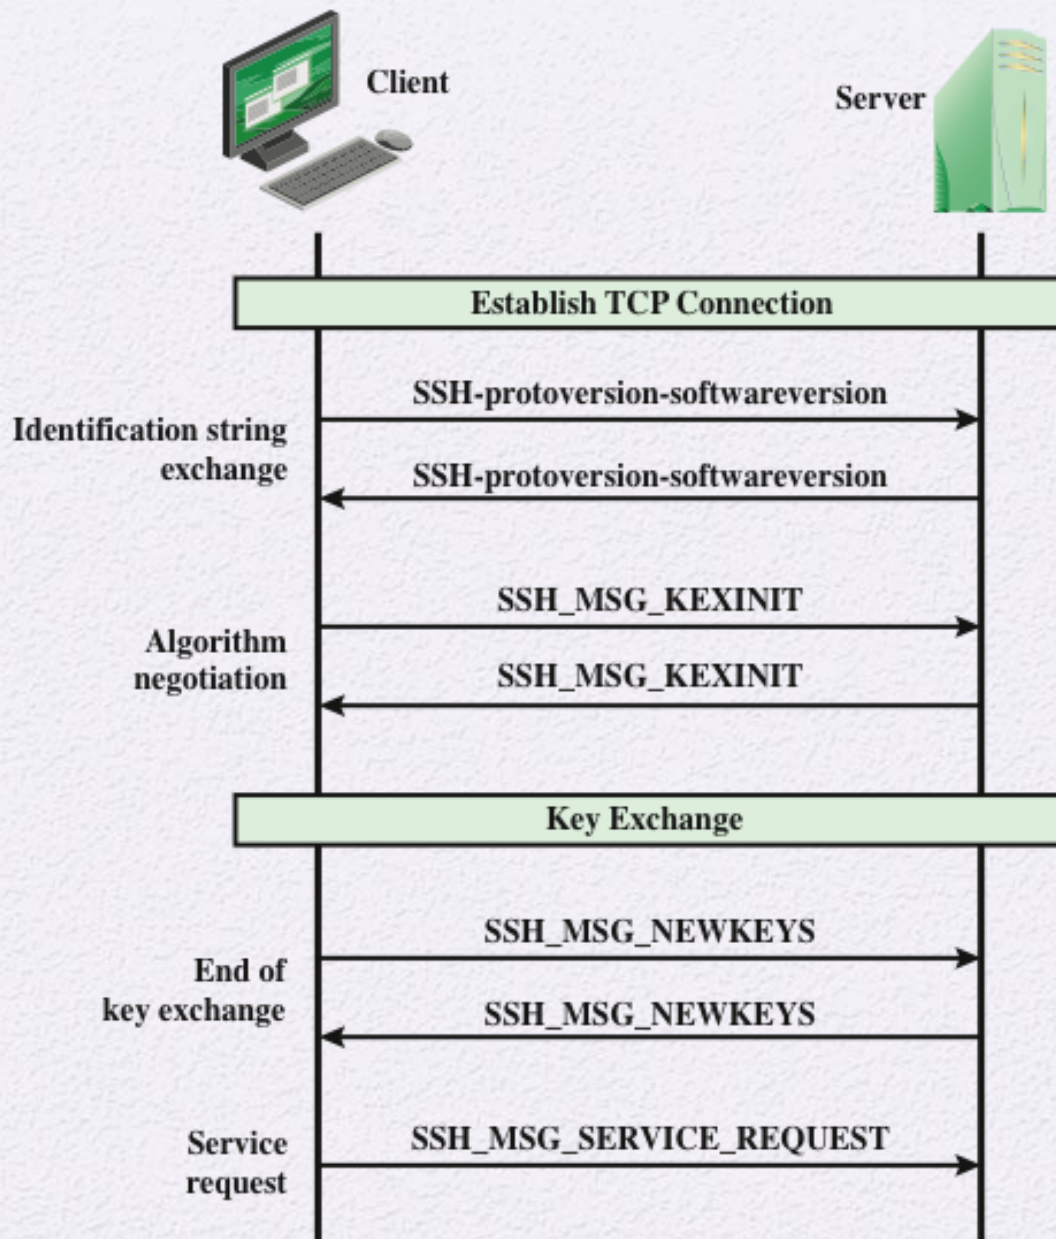 Client
Server
Establish TCP Connection
SSH-protoversion-softwareversion
Identification string
exchange
SSH-protoversion-softwareversion
SSH_MSG_KEXINIT
Algorithm
negotiation
SSH_MSG_KEXINIT
Key Exchange
SSH_MSG_NEWKEYS
End of
key exchange
SSH_MSG_NEWKEYS
SSH_MSG_SERVICE_REQUEST
Service
request